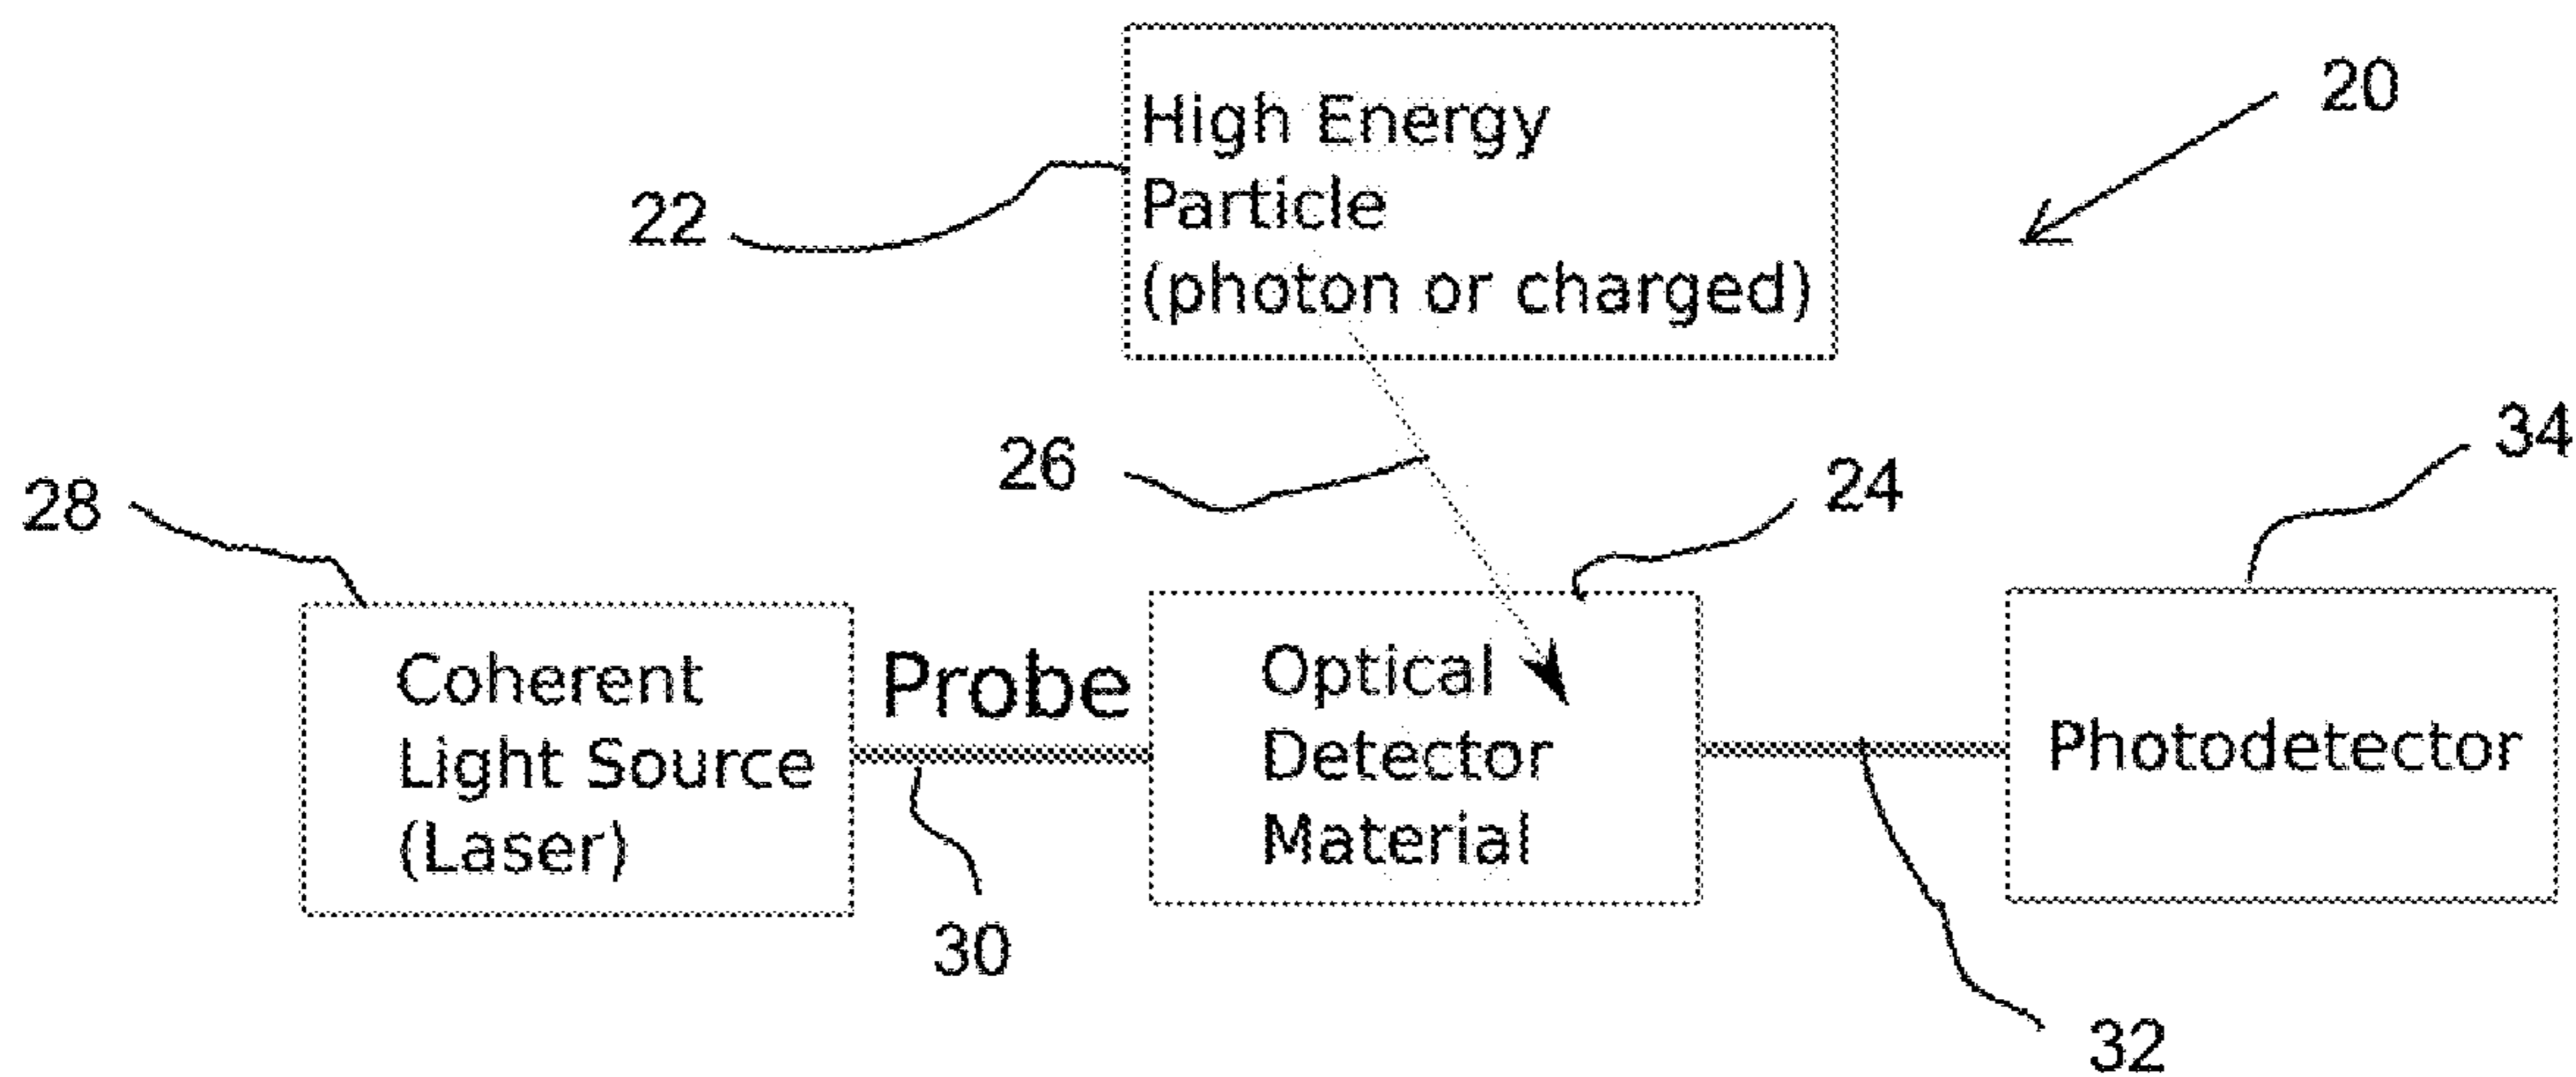 20
High Energy
Particle
(photon or charged)
22
34
26
24
28
Coherent
Light Source
(Laser)
Probe
Optical
Detector
Material
Photodetector
30
32